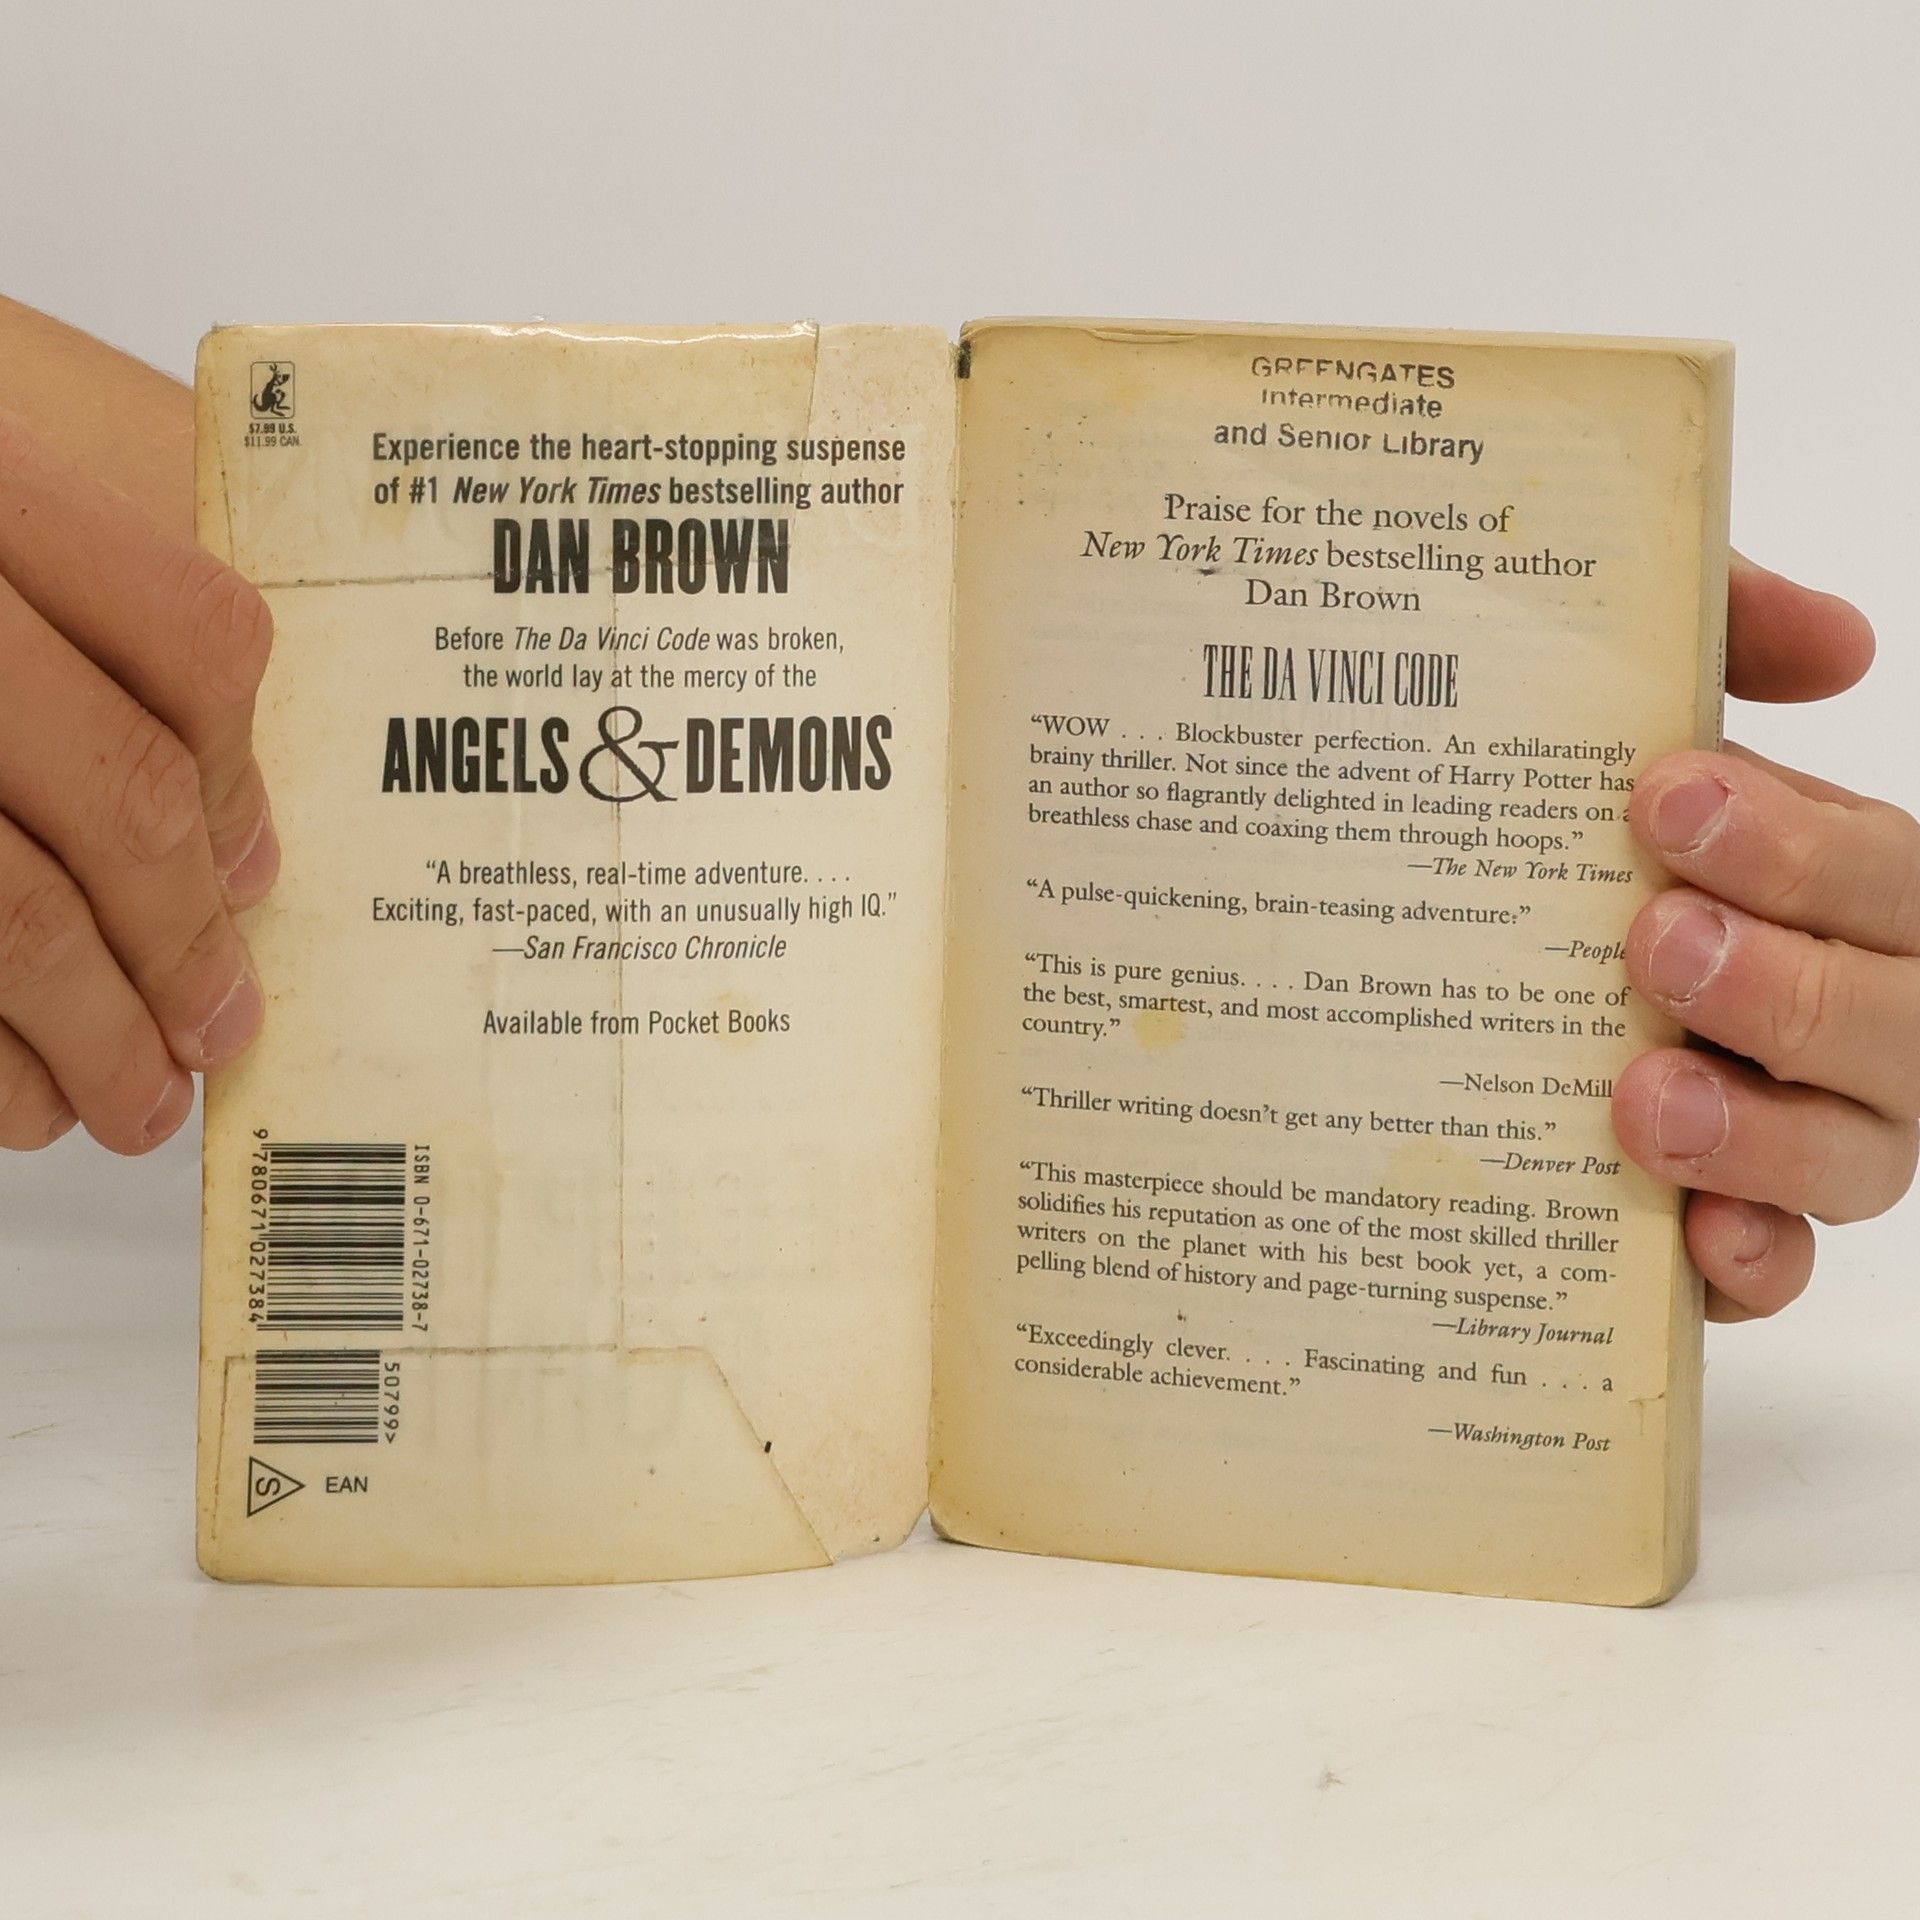 $7.99 U.S.
$11.99 CAN.
Experience the heart-stopping suspense
of #1 New York Times bestselling author
DAN BROWN
Before The Da Vinci Code was broken,
the world lay at the mercy of the
ANGELS & DEMONS
“A breathless, real-time adventure. . . .
Exciting, fast-paced, with an unusually high IQ.”
—San Francisco Chronicle
Available from Pocket Books
ISBN 0-671-02738-7
9 780671 027384
50799>
S
EAN
GREENGATES
Intermediate
and Senior Library
Praise for the novels of
New York Times bestselling author
Dan Brown
THE DA VINCI CODE
“WOW . . . Blockbuster perfection. An exhilaratingly
brainy thriller. Not since the advent of Harry Potter has
an author so flagrantly delighted in leading readers on a
breathless chase and coaxing them through hoops.”
—The New York Times
“A pulse-quickening, brain-teasing adventure.”
—People
“This is pure genius. . . . Dan Brown has to be one of
the best, smartest, and most accomplished writers in the
country.”
—Nelson DeMill
“Thriller writing doesn’t get any better than this.”
—Denver Post
“This masterpiece should be mandatory reading. Brown
solidifies his reputation as one of the most skilled thriller
writers on the planet with his best book yet, a com-
pelling blend of history and page-turning suspense.”
—Library Journal
“Exceedingly clever. . . . Fascinating and fun . . . a
considerable achievement.”
—Washington Post